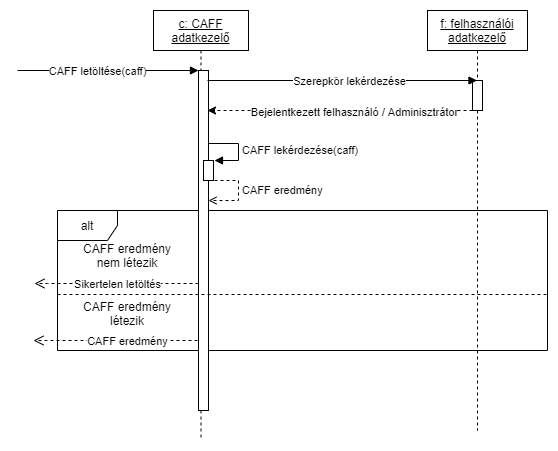 c: CAFF
adatkezelő
f: felhasználói
adatkezelő
CAFF letöltése(caff)
Szerepkör lekérdezése
Bejelentkezett felhasználó / Adminisztrátor
CAFF lekérdezése(caff)
CAFF eredmény
alt
CAFF eredmény
nem létezik
Sikertelen letöltés
CAFF eredmény
létezik
CAFF eredmény